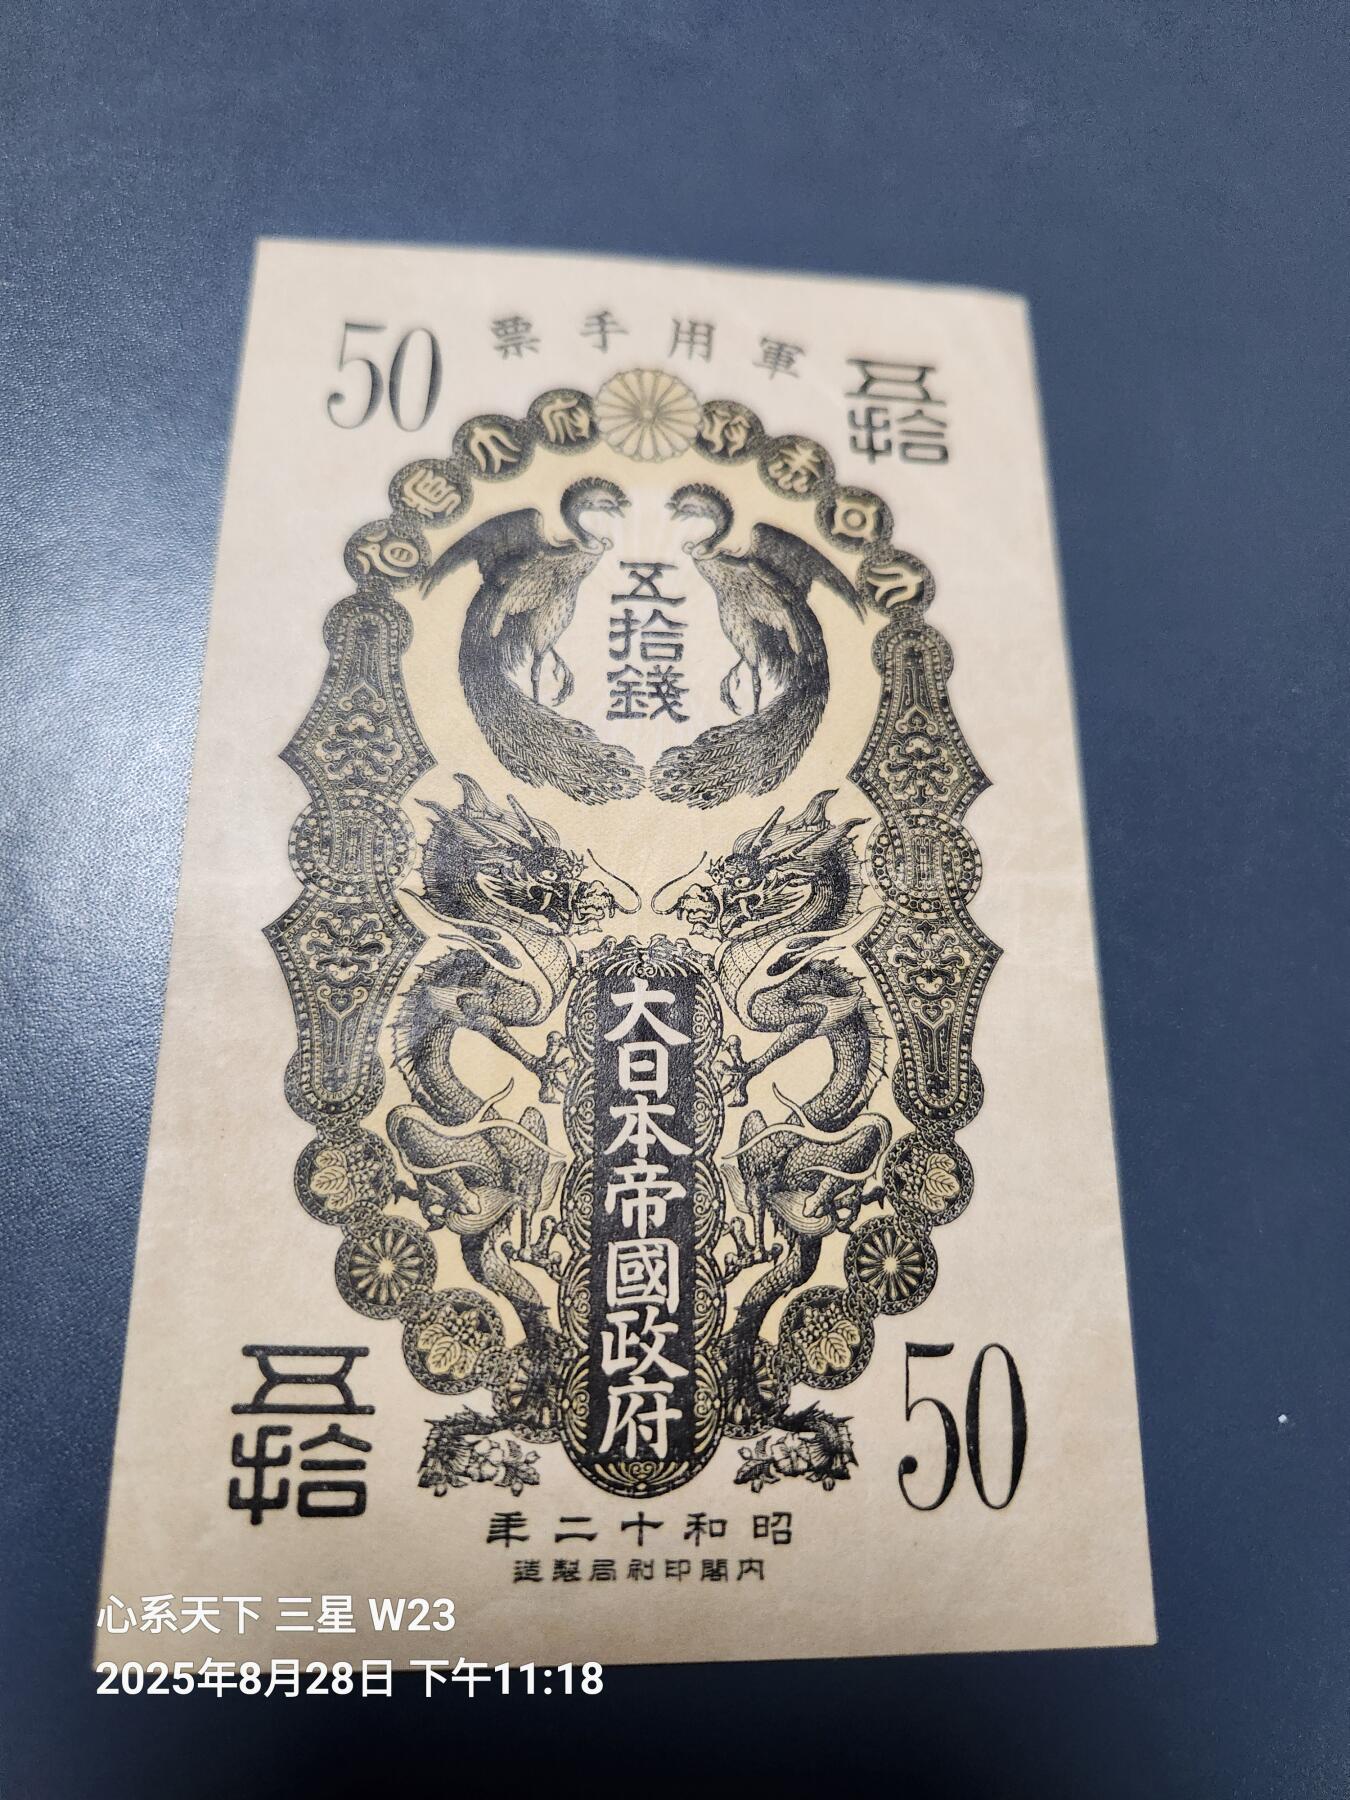 50
軍用手票
五拾
五拾錢
大日本帝國政府
五拾
50
昭和十二年
内閣印刷局製造
心系天下 三星 W23
2025年8月28日 下午11:18